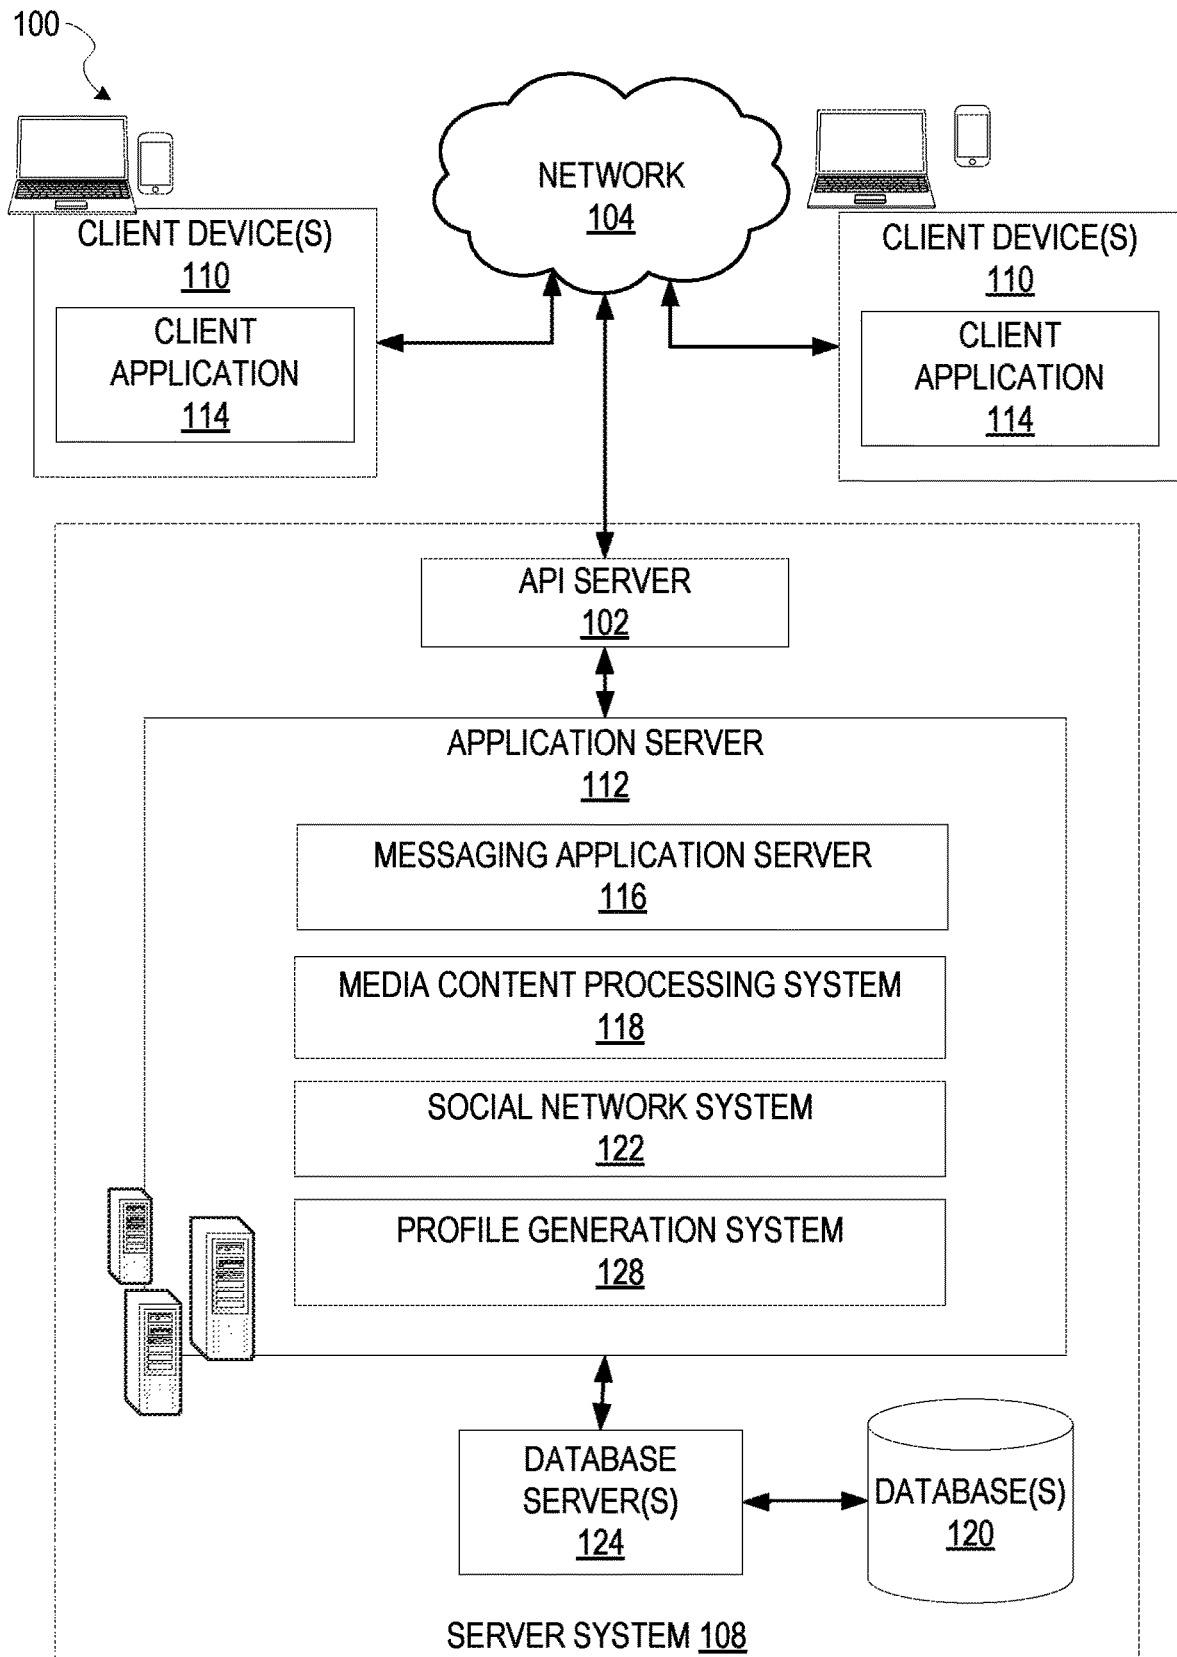 100
NETWORK
104
CLIENT DEVICE(S)
110
CLIENT
APPLICATION
114
CLIENT DEVICE(S)
110
CLIENT
APPLICATION
114
API SERVER
102
APPLICATION SERVER
112
MESSAGING APPLICATION SERVER
116
MEDIA CONTENT PROCESSING SYSTEM
118
SOCIAL NETWORK SYSTEM
122
PROFILE GENERATION SYSTEM
128
DATABASE
SERVER(S)
124
DATABASE(S)
120
SERVER SYSTEM 108